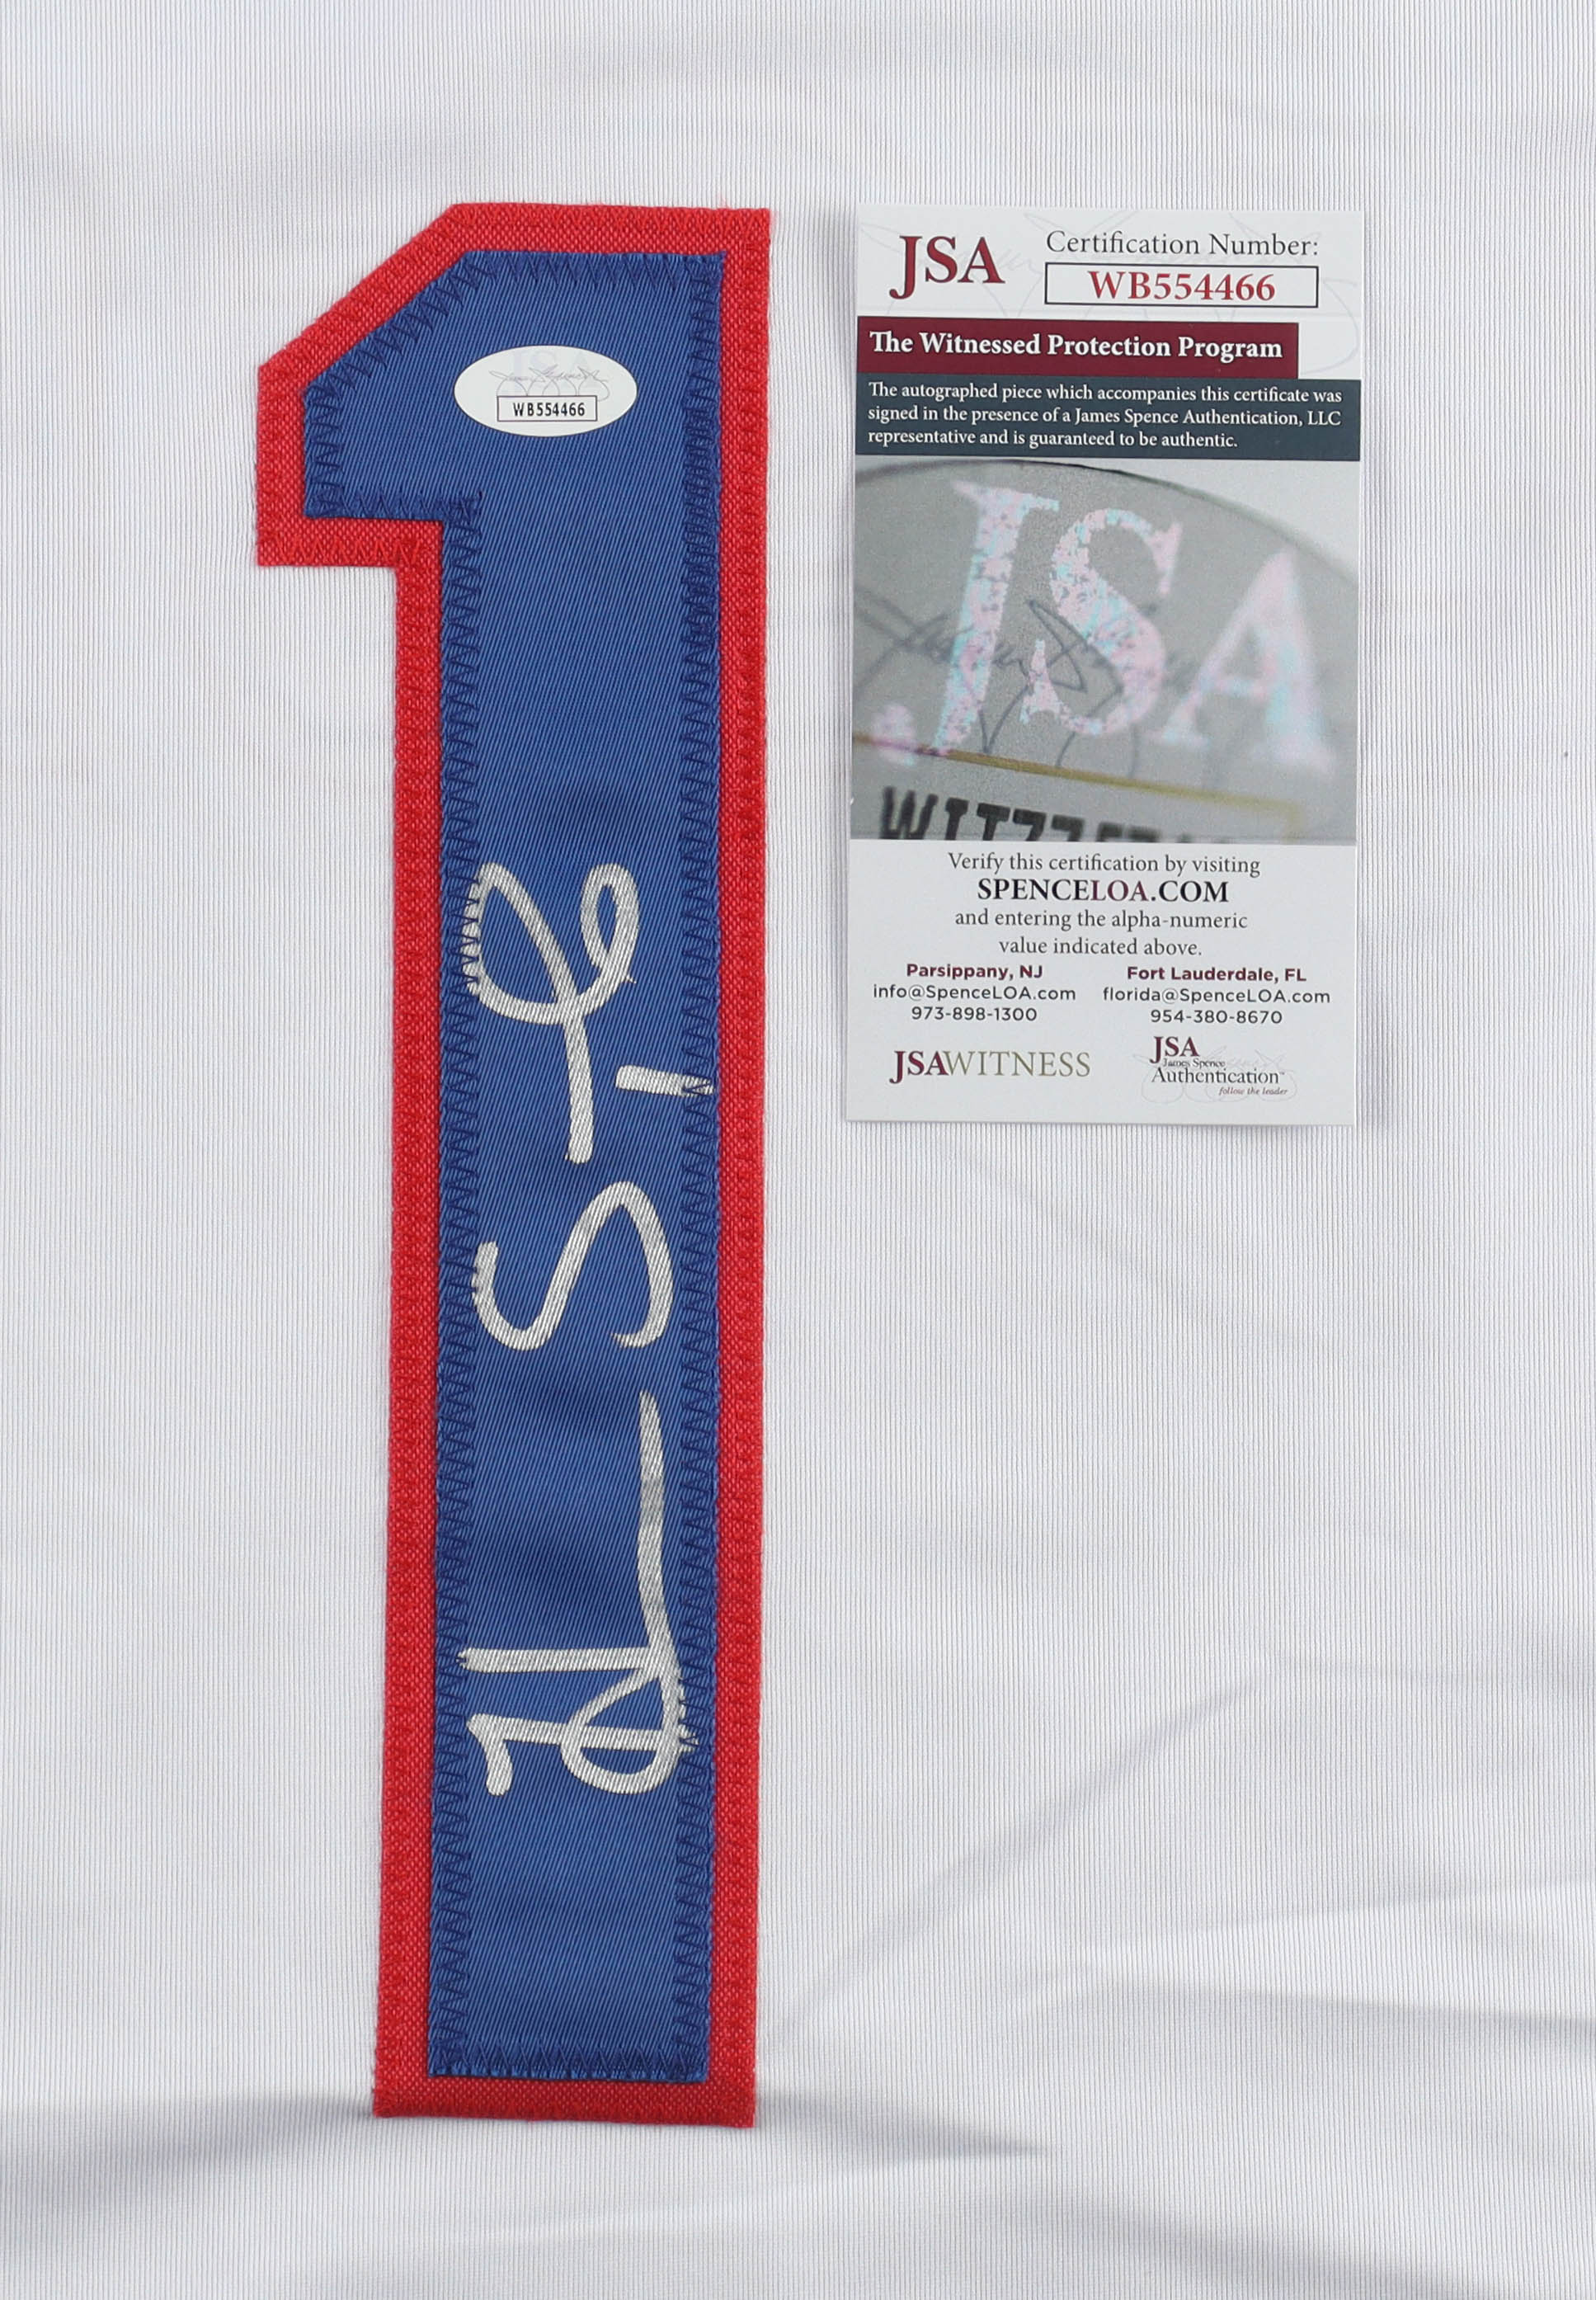 1
WB554466
JSA
Certification Number:
WB554466
The Witnessed Protection Program
The autographed piece which accompanies this certificate was
signed in the presence of a James Spence Authentication, LLC
representative and is guaranteed to be authentic.
JSA
Verify this certification by visiting
SPENCELOA.COM
and entering the alpha-numeric
value indicated above.
Parsippany, NJ
info@SpenceLOA.com
973-898-1300
Fort Lauderdale, FL
florida@SpenceLOA.com
954-380-8670
JSAWITNESS
JSA
James Spence
Authentication™
follow the leader